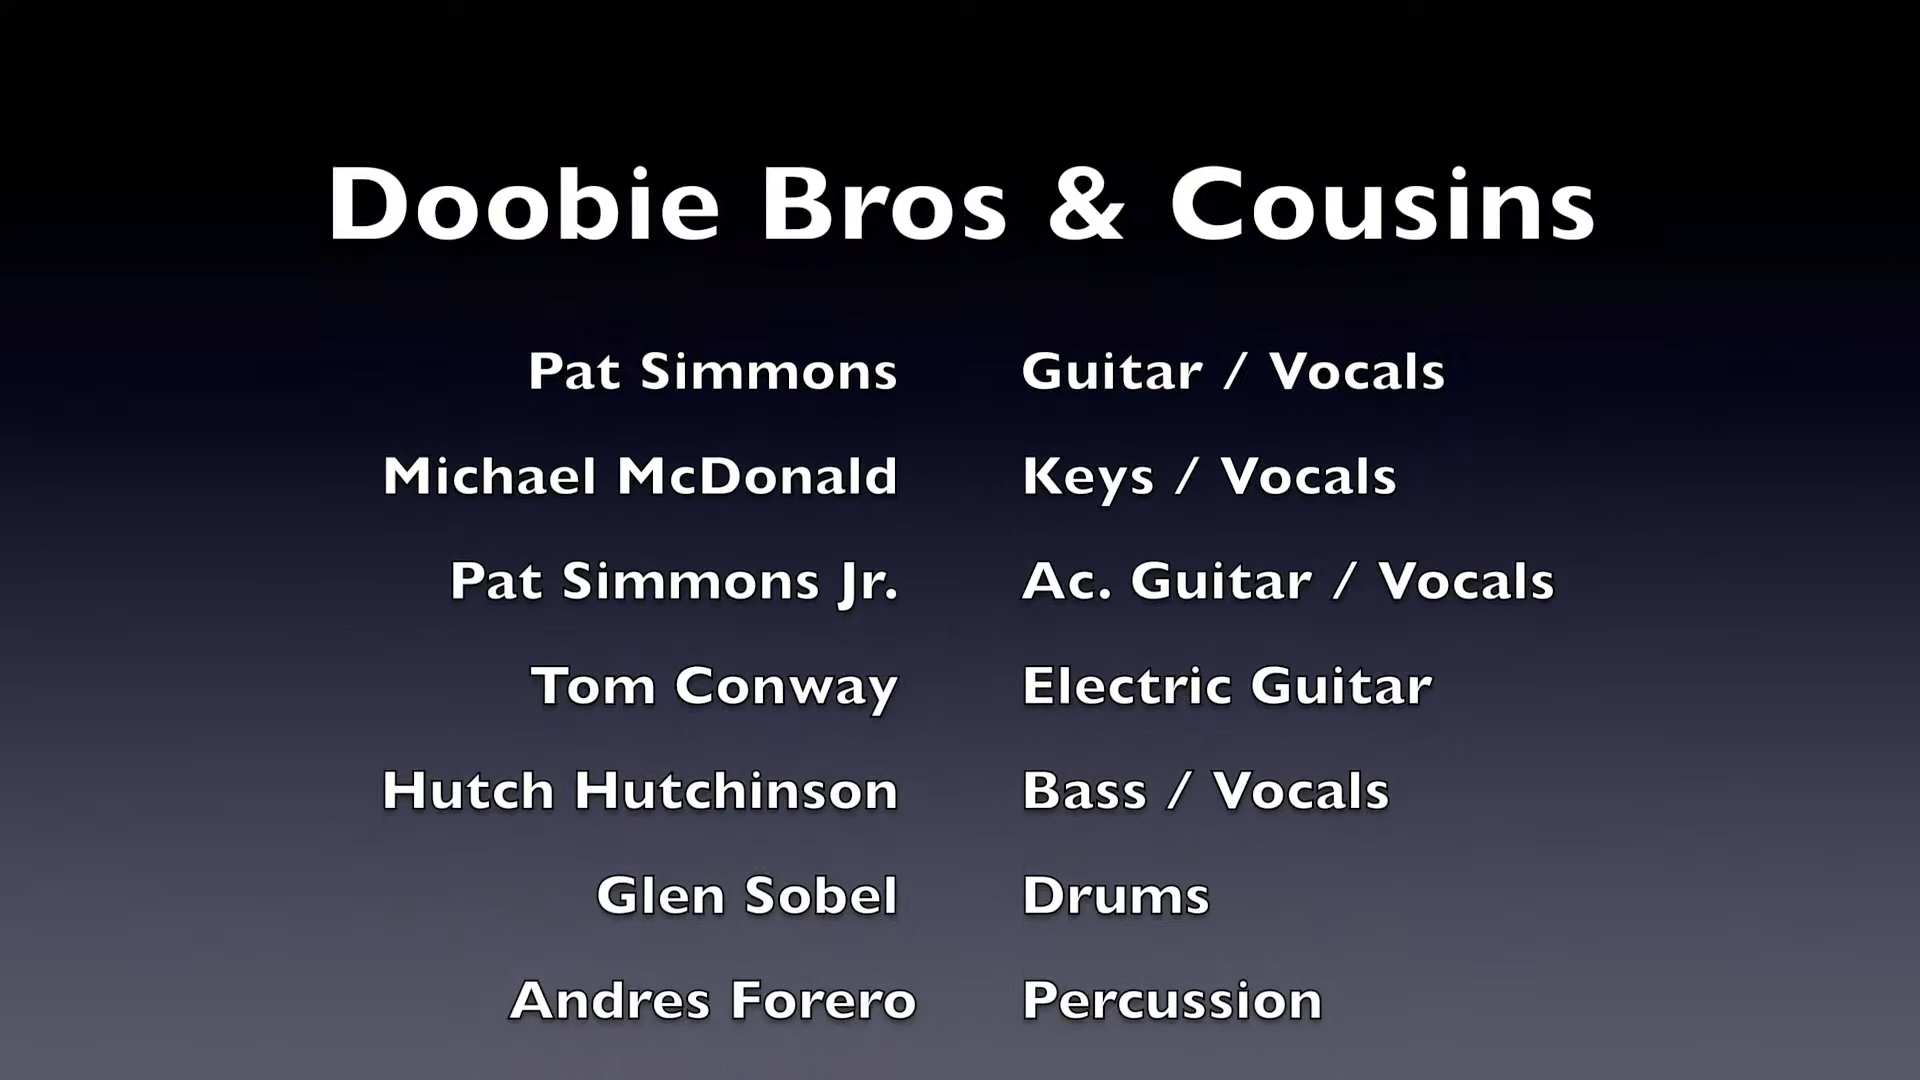 Doobie Bros & Cousins
Pat Simmons Guitar / Vocals
Michael McDonald Keys / Vocals
Pat Simmons Jr. Ac. Guitar / Vocals
Tom Conway Electric Guitar
Hutch Hutchinson Bass / Vocals
Glen Sobel Drums
Andres Forero Percussion